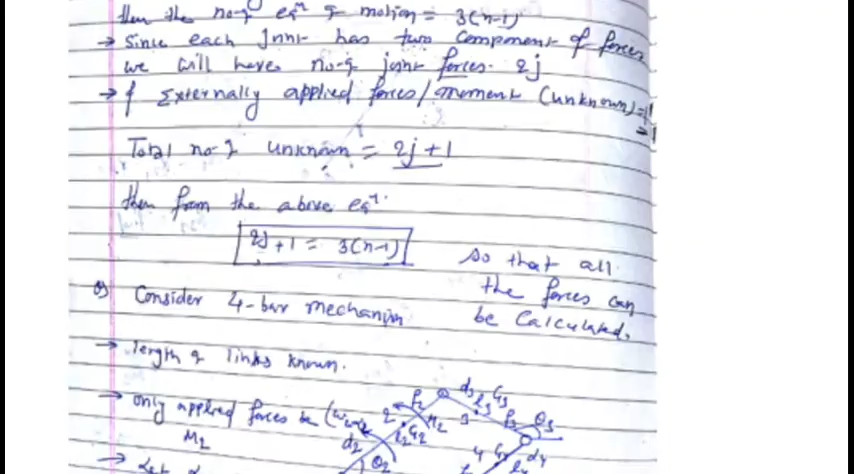 then the no. of eqn of motion = 3(n-1)
→ Since each joint has two component of forces
we will have no. of joint forces. 2j
→ f Externally applied forces/moment (unknown) = 1
Total no. of unknown = 2j + 1
then from the above eqn.
2j + 1 = 3(n-1)
so that all
the forces can
be calculated.
Consider 4-bar mechanism
→ length of links known.
→ only applied forces be
M2
→ Let